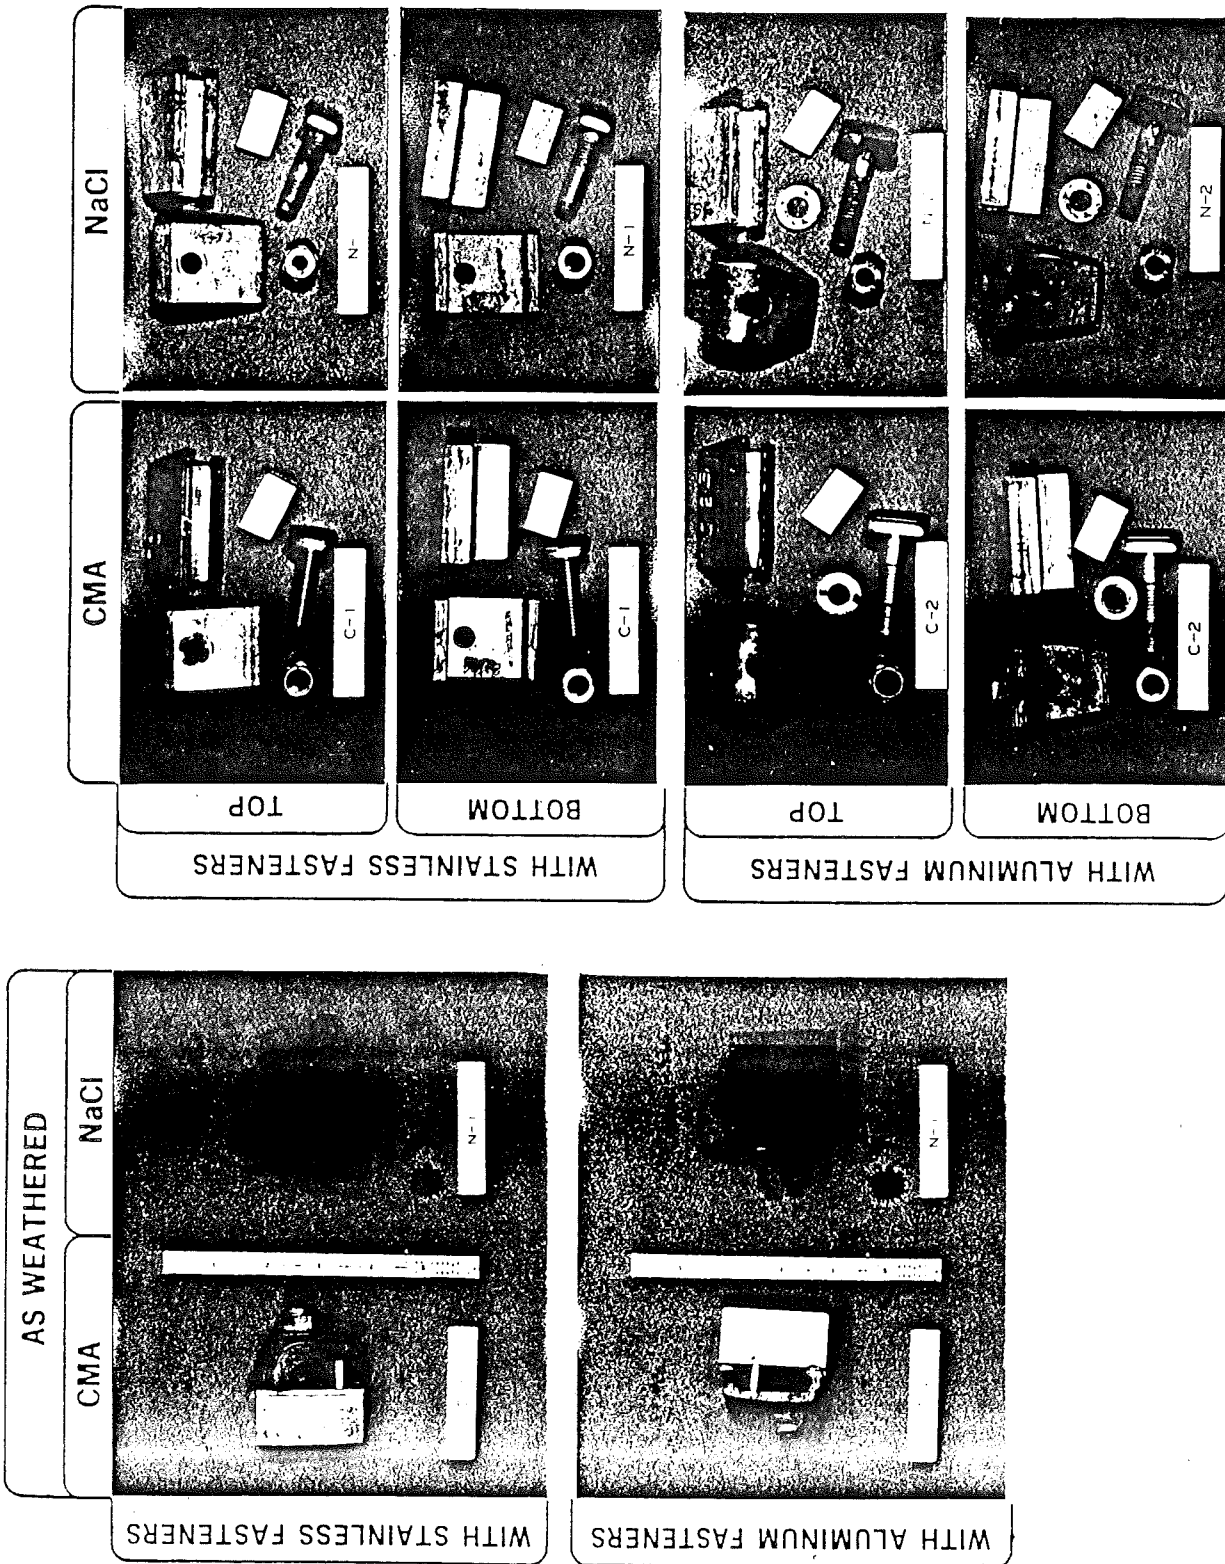 NaCl
N-
N-1
N-2
CMA
C-1
C-1
C-2
C-2
TOP
BOTTOM
TOP
BOTTOM
WITH STAINLESS FASTENERS
WITH ALUMINUM FASTENERS
AS WEATHERED
NaCl
N-1
N-1
CMA
WITH STAINLESS FASTENERS
WITH ALUMINUM FASTENERS